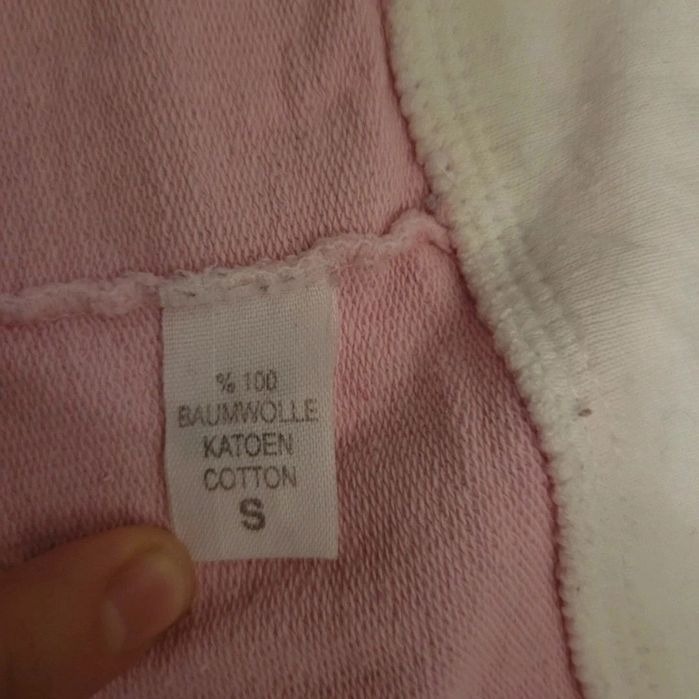 % 100
BAUMWOLLE
KATOEN
COTTON
S